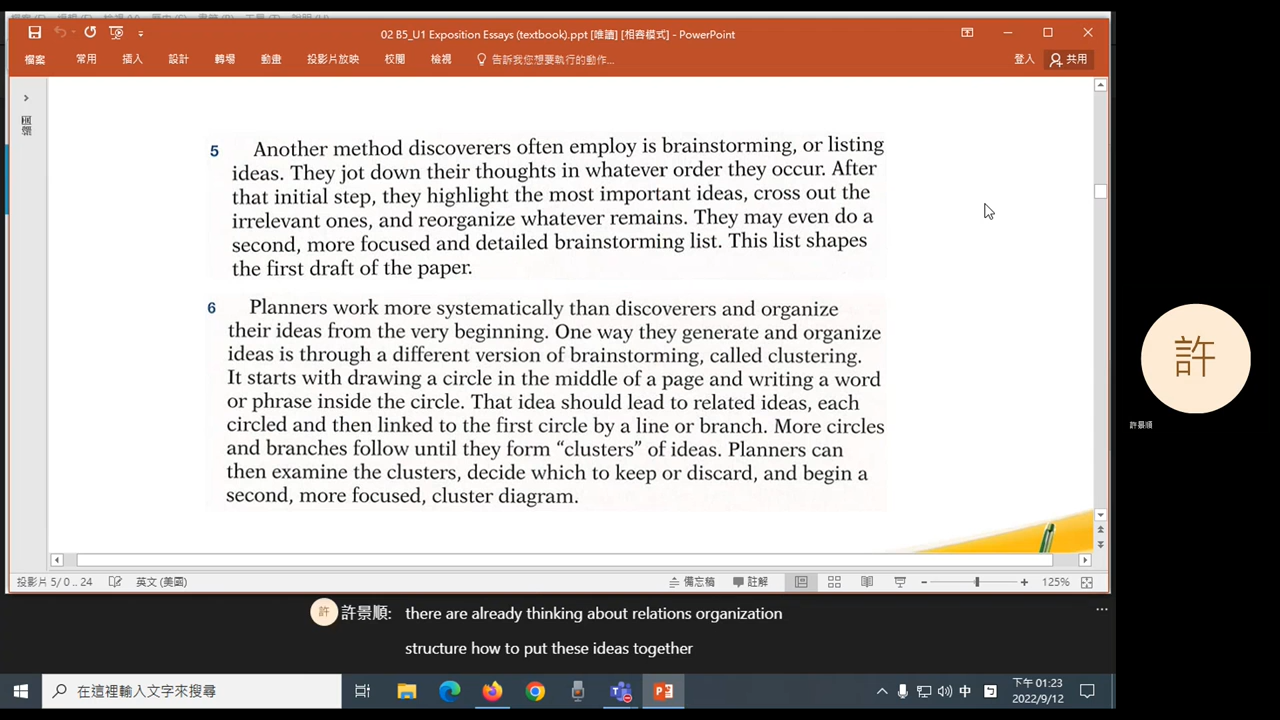 02 B5_U1 Exposition Essays (textbook).ppt [唯讀] [相容模式] - PowerPoint
檔案 常用 插入 設計 轉場 動畫 投影片放映 校閱 檢視 告訴我您想要執行的動作... 登入 共用
5 Another method discoverers often employ is brainstorming, or listing
ideas. They jot down their thoughts in whatever order they occur. After
that initial step, they highlight the most important ideas, cross out the
irrelevant ones, and reorganize whatever remains. They may even do a
second, more focused and detailed brainstorming list. This list shapes
the first draft of the paper.
6 Planners work more systematically than discoverers and organize
their ideas from the very beginning. One way they generate and organize
ideas is through a different version of brainstorming, called clustering.
It starts with drawing a circle in the middle of a page and writing a word
or phrase inside the circle. That idea should lead to related ideas, each
circled and then linked to the first circle by a line or branch. More circles
and branches follow until they form “clusters” of ideas. Planners can
then examine the clusters, decide which to keep or discard, and begin a
second, more focused, cluster diagram.
許
許景順
投影片 5/ 0 .. 24 英文 (美國) 備忘稿 註解 125%
許 許景順: there are already thinking about relations organization
structure how to put these ideas together
在這裡輸入文字來搜尋 中 下午 01:23
2022/9/12